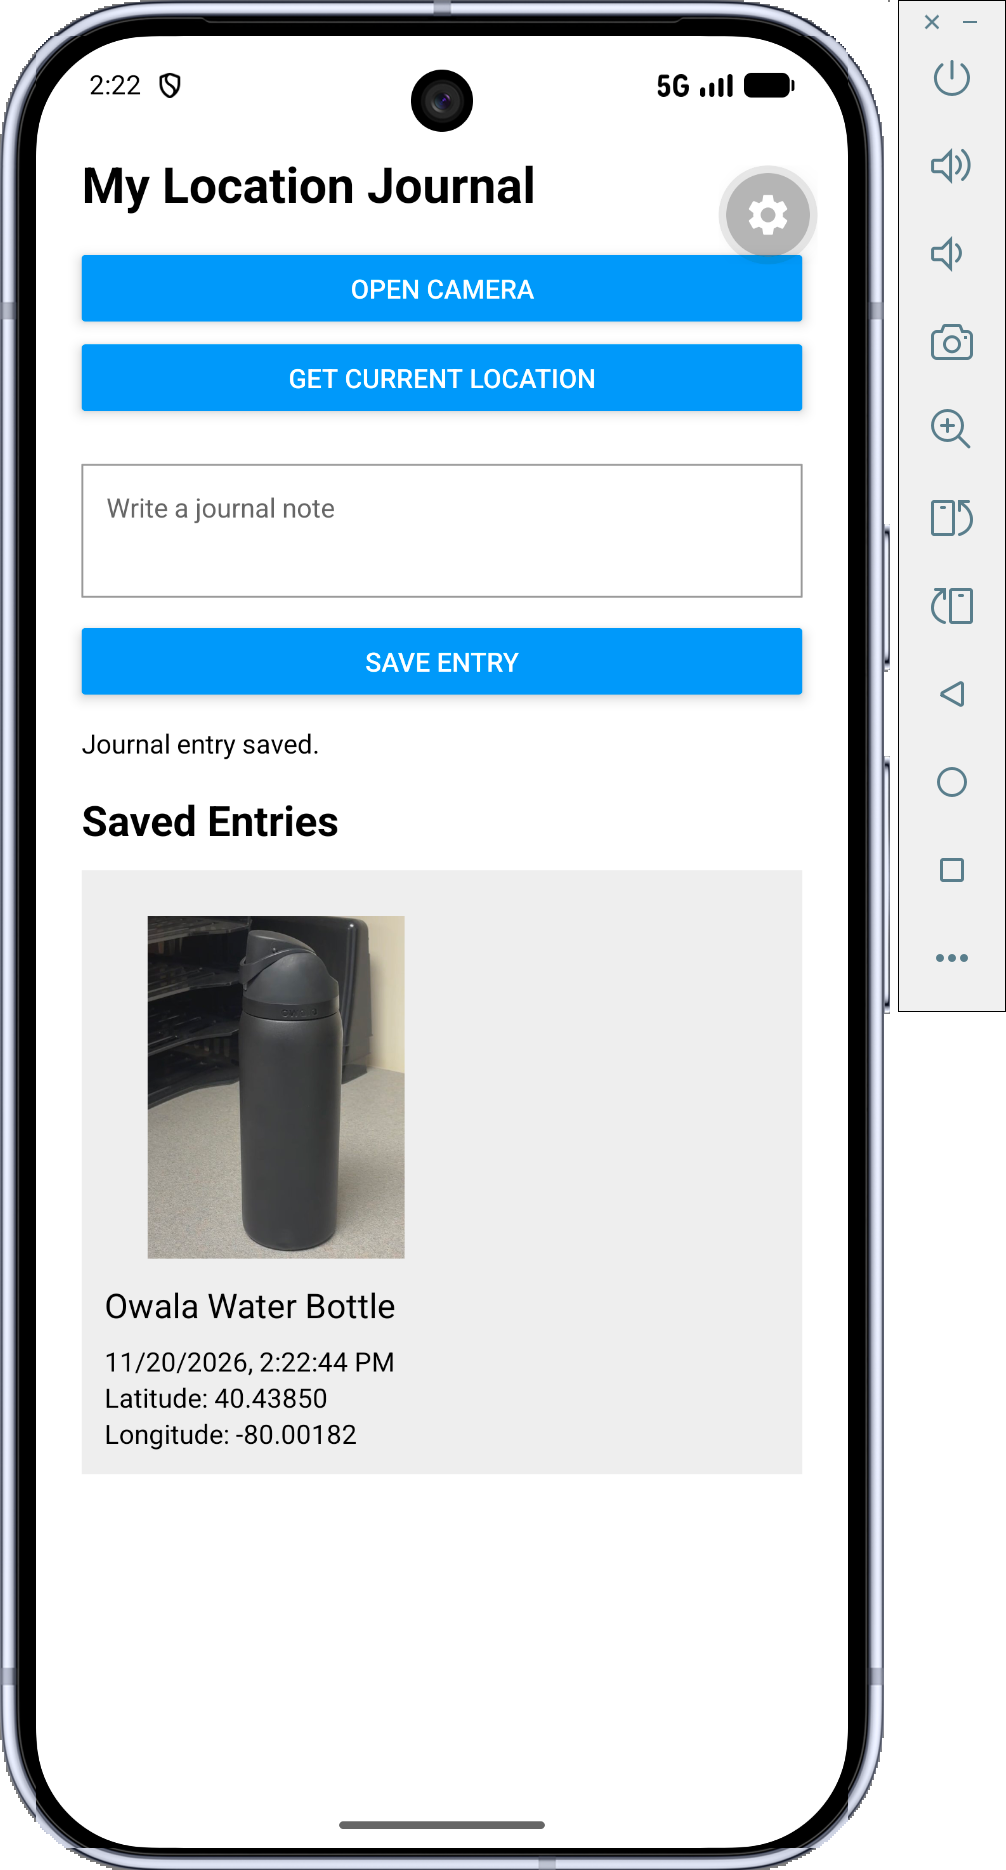 2:22
5G
My Location Journal
OPEN CAMERA
GET CURRENT LOCATION
Write a journal note
SAVE ENTRY
Journal entry saved.
Saved Entries
Owala Water Bottle
11/20/2026, 2:22:44 PM
Latitude: 40.43850
Longitude: -80.00182